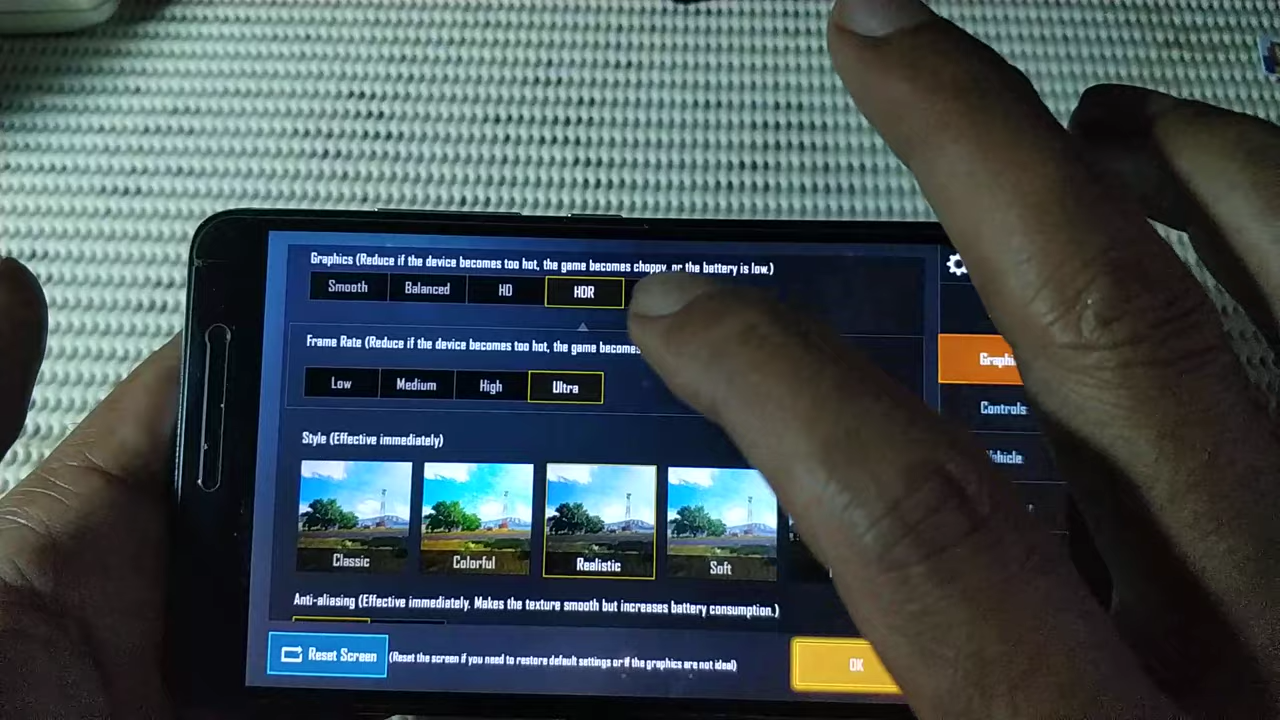 Graphics (Reduce if the device becomes too hot, the game becomes choppy, or the battery is low.)
Smooth Balanced HD HDR
Frame Rate (Reduce if the device becomes too hot, the game becomes
Low Medium High Ultra
Style (Effective immediately)
Classic Colorful Realistic Soft
Anti-aliasing (Effective immediately. Makes the texture smooth but increases battery consumption.)
Reset Screen (Reset the screen if you need to restore default settings or if the graphics are not ideal) OK
Graphi
Controls
Vehicle